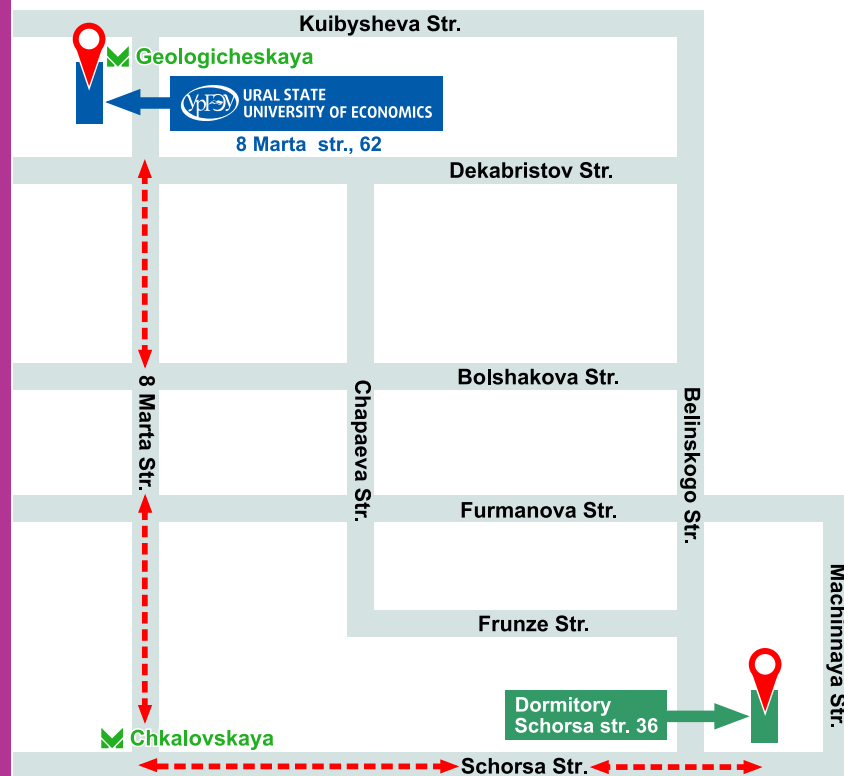 Kuibysheva Str.
Geologicheskaya
УрГЭУ
URAL STATE
UNIVERSITY OF ECONOMICS
8 Marta str., 62
Dekabristov Str.
Bolshakova Str.
8 Marta Str.
Chapaeva Str.
Belinskogo Str.
Furmanova Str.
Machinnaya Str.
Frunze Str.
Dormitory
Schorsa str. 36
Chkalovskaya
Schorsa Str.